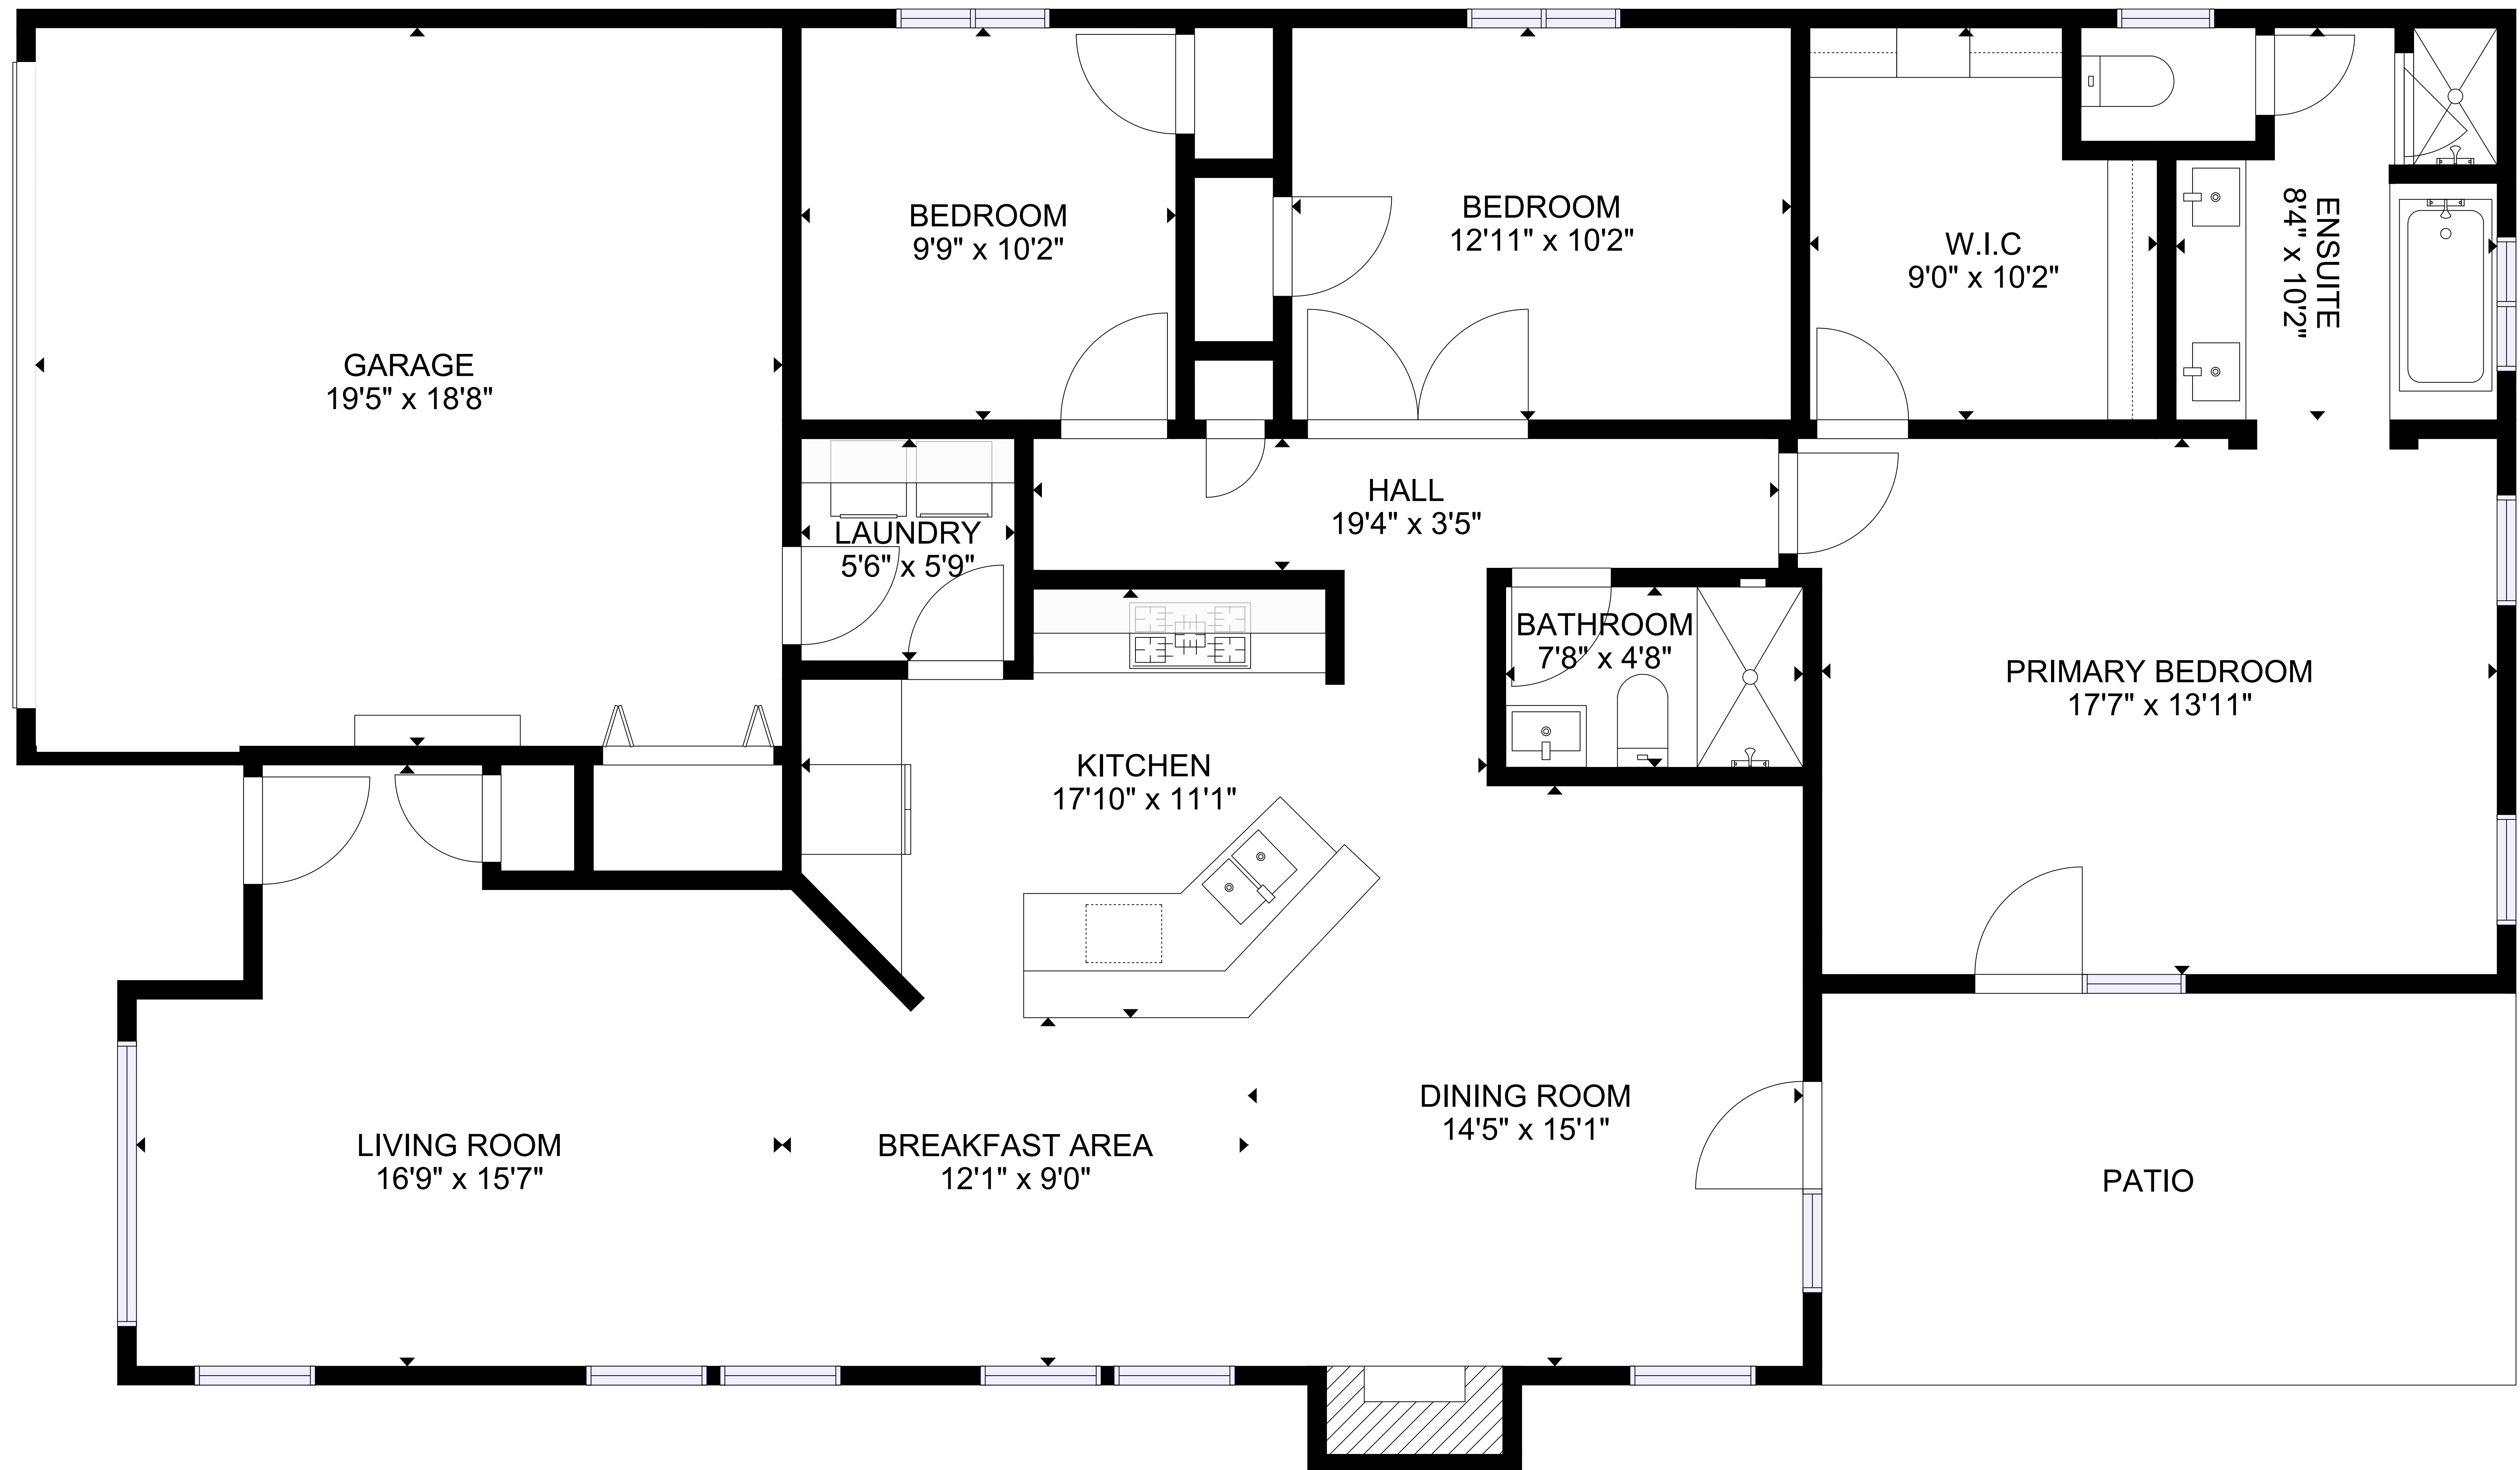 BEDROOM
9'9" x 10'2"
BEDROOM
12'11" x 10'2"
W.I.C
9'0" x 10'2"
ENSUITE
8'4" x 10'2"
GARAGE
19'5" x 18'8"
HALL
19'4" x 3'5"
LAUNDRY
5'6" x 5'9"
BATHROOM
7'8" x 4'8"
PRIMARY BEDROOM
17'7" x 13'11"
KITCHEN
17'10" x 11'1"
DINING ROOM
14'5" x 15'1"
LIVING ROOM
16'9" x 15'7"
BREAKFAST AREA
12'1" x 9'0"
PATIO